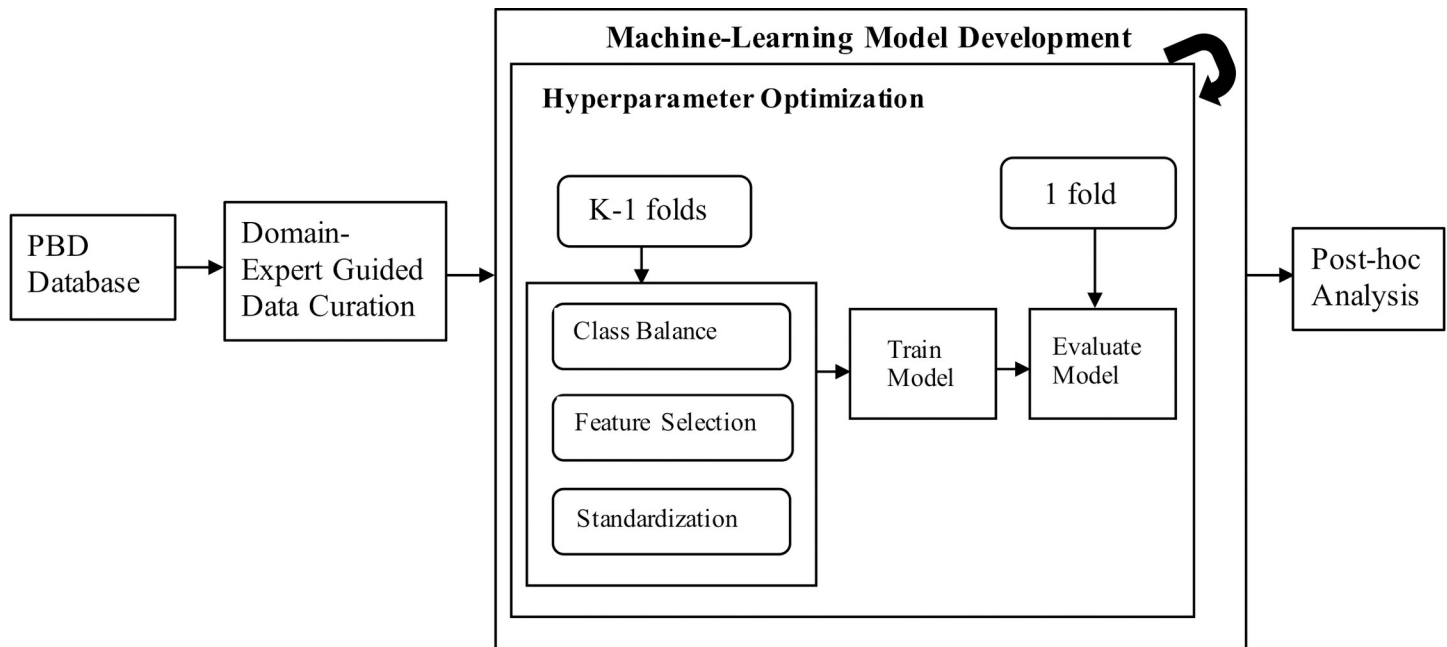 Machine-Learning Model Development
Hyperparameter Optimization
PBD
Database
Domain-
Expert Guided
Data Curation
K-1 folds
Class Balance
Feature Selection
Standardization
Train
Model
1 fold
Evaluate
Model
Post-hoc
Analysis